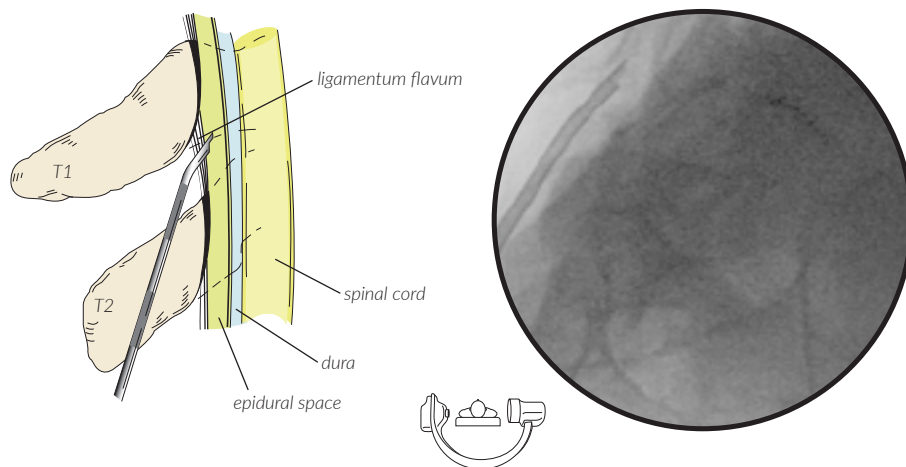 ligamentum flavum
T1
T2
spinal cord
dura
epidural space